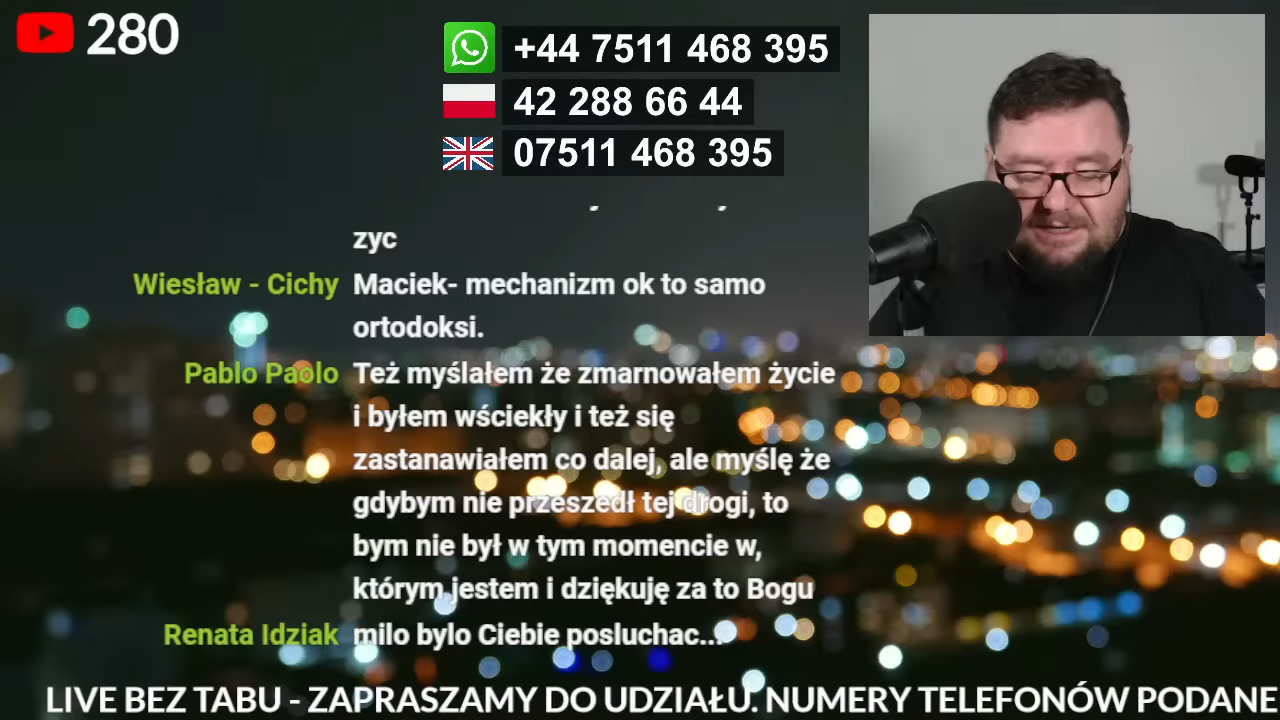 280
+44 7511 468 395
42 288 66 44
07511 468 395
zyc
Wiesław - Cichy Maciek- mechanizm ok to samo
ortodoksi.
Pablo Paolo Też myślałem że zmarnowałem życie
i byłem wściekły i też się
zastanawiałem co dalej, ale myślę że
gdybym nie przeszedł tej drogi, to
bym nie był w tym momencie w,
którym jestem i dziękuję za to Bogu
Renata Idziak milo bylo Ciebie posluchac...
LIVE BEZ TABU - ZAPRASZAMY DO UDZIAŁU. NUMERY TELEFONÓW PODANE